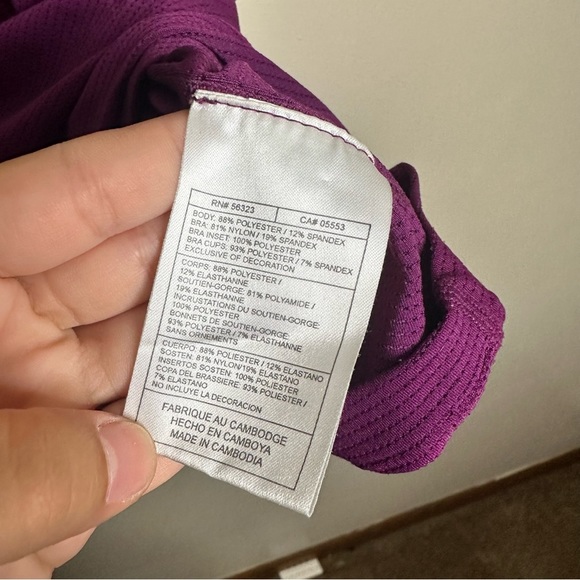 RN# 56323 CA# 05553
BODY: 88% POLYESTER / 12% SPANDEX
BRA: 81% NYLON / 19% SPANDEX
BRA INSET: 100% POLYESTER
BRA CUPS: 93% POLYESTER / 7% SPANDEX
EXCLUSIVE OF DECORATION
CORPS: 88% POLYESTER /
12% ELASTHANNE
SOUTIEN-GORGE: 81% POLYAMIDE /
19% ELASTHANNE
INCRUSTATIONS DU SOUTIEN-GORGE:
100% POLYESTER
BONNETS DE SOUTIEN-GORGE:
93% POLYESTER / 7% ELASTHANNE
SANS ORNEMENTS
CUERPO: 88% POLIESTER / 12% ELASTANO
SOSTEN: 81% NYLON/19% ELASTANO
INSERTOS SOSTEN: 100% POLIESTER
COPA DEL BRASSIERE: 93% POLIESTER /
7% ELASTANO
NO INCLUYE LA DECORACION
FABRIQUE AU CAMBODGE
HECHO EN CAMBOYA
MADE IN CAMBODIA